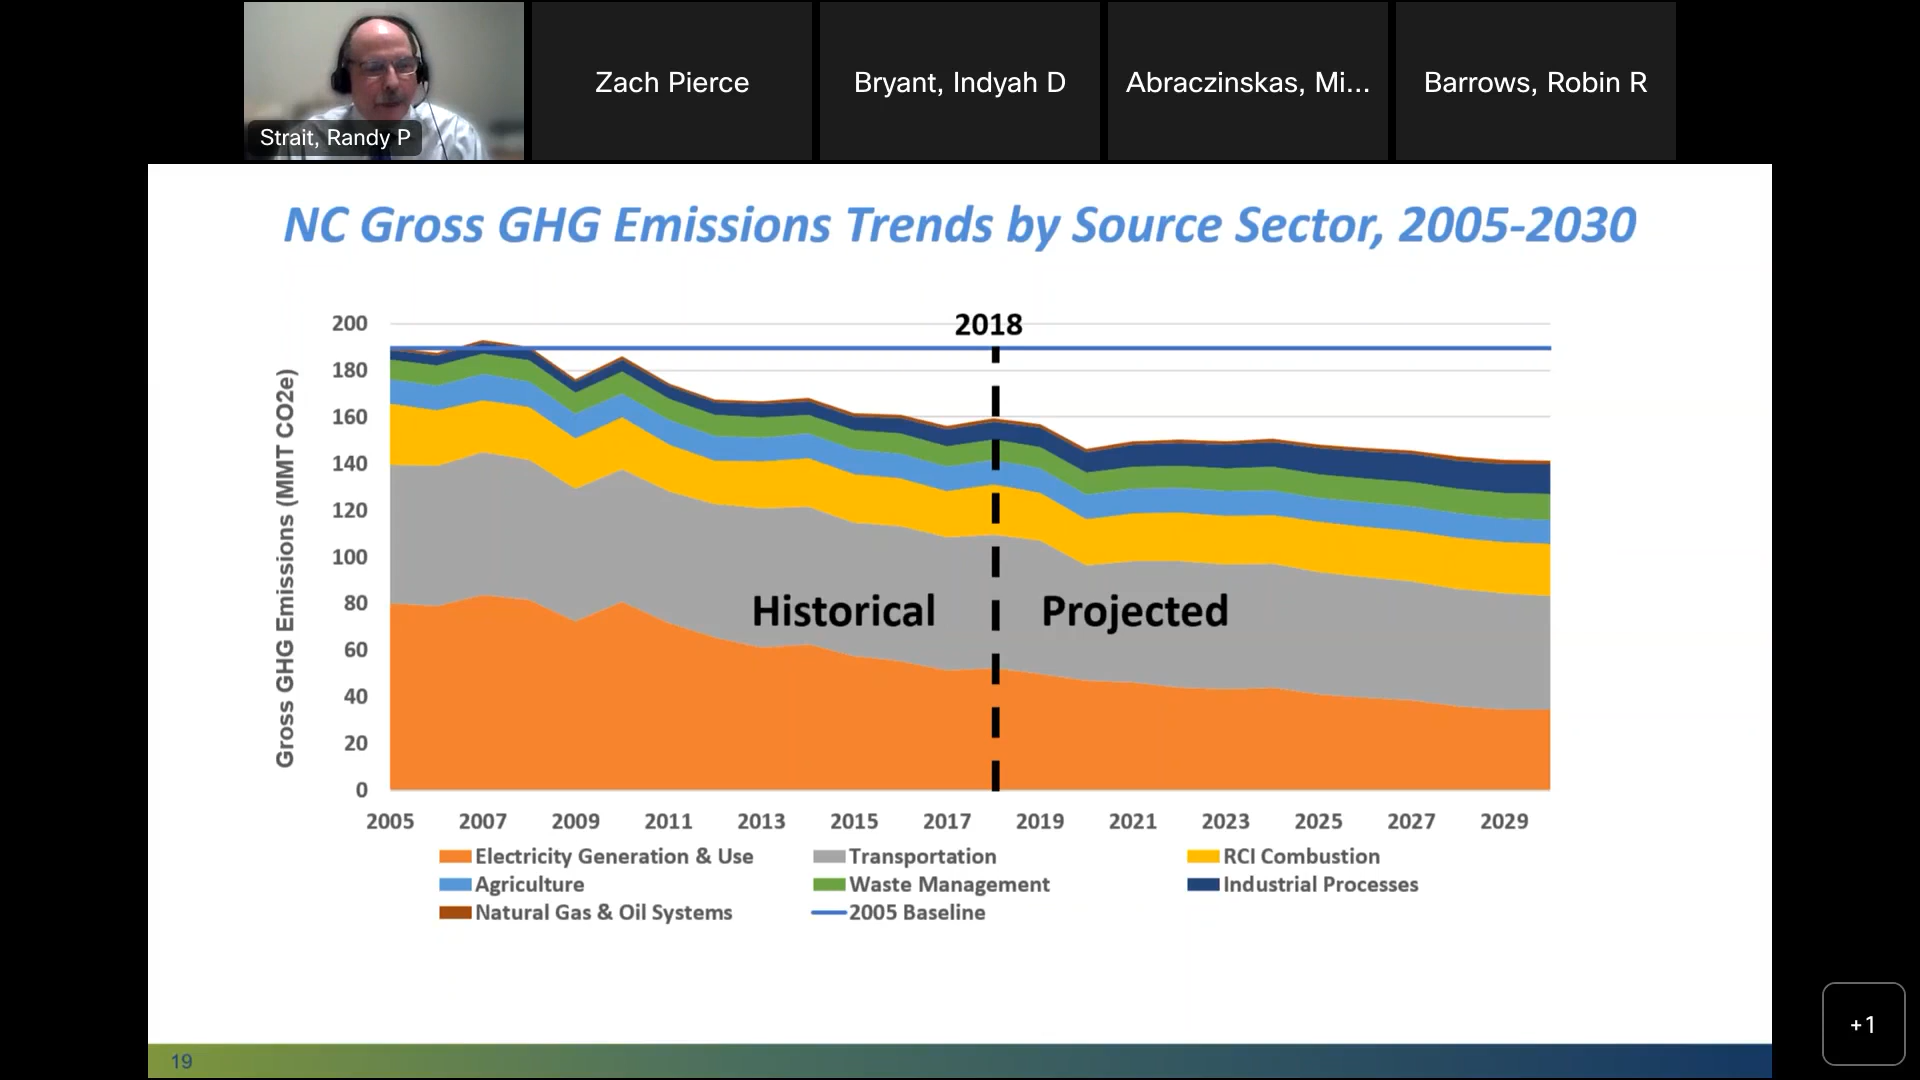 Strait, Randy P
Zach Pierce
Bryant, Indyah D
Abraczinskas, Mi...
Barrows, Robin R
NC Gross GHG Emissions Trends by Source Sector, 2005-2030
Gross GHG Emissions (MMT CO2e)
200
180
160
140
120
100
80
60
40
20
0
2018
Historical
Projected
2005 2007 2009 2011 2013 2015 2017 2019 2021 2023 2025 2027 2029
Electricity Generation & Use Transportation RCI Combustion
Agriculture Waste Management Industrial Processes
Natural Gas & Oil Systems 2005 Baseline
19
+1